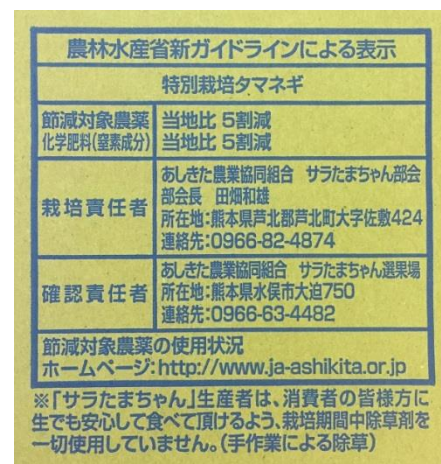 農林水産省新ガイドラインによる表示
特別栽培タマネギ
節減対象農薬 当地比 5割減
化学肥料(窒素成分) 当地比 5割減
栽培責任者
あしきた農業協同組合 サラたまちゃん部会
部会長 田畑和雄
所在地:熊本県芦北郡芦北町大字佐敷424
連絡先:0966-82-4874
確認責任者
あしきた農業協同組合 サラたまちゃん選果場
所在地:熊本県水俣市大迫750
連絡先:0966-63-4482
節減対象農薬の使用状況
ホームページ:http://www.ja-ashikita.or.jp
※「サラたまちゃん」生産者は、消費者の皆様方に
生でも安心して食べて頂けるよう、栽培期間中除草剤を
一切使用していません。(手作業による除草)